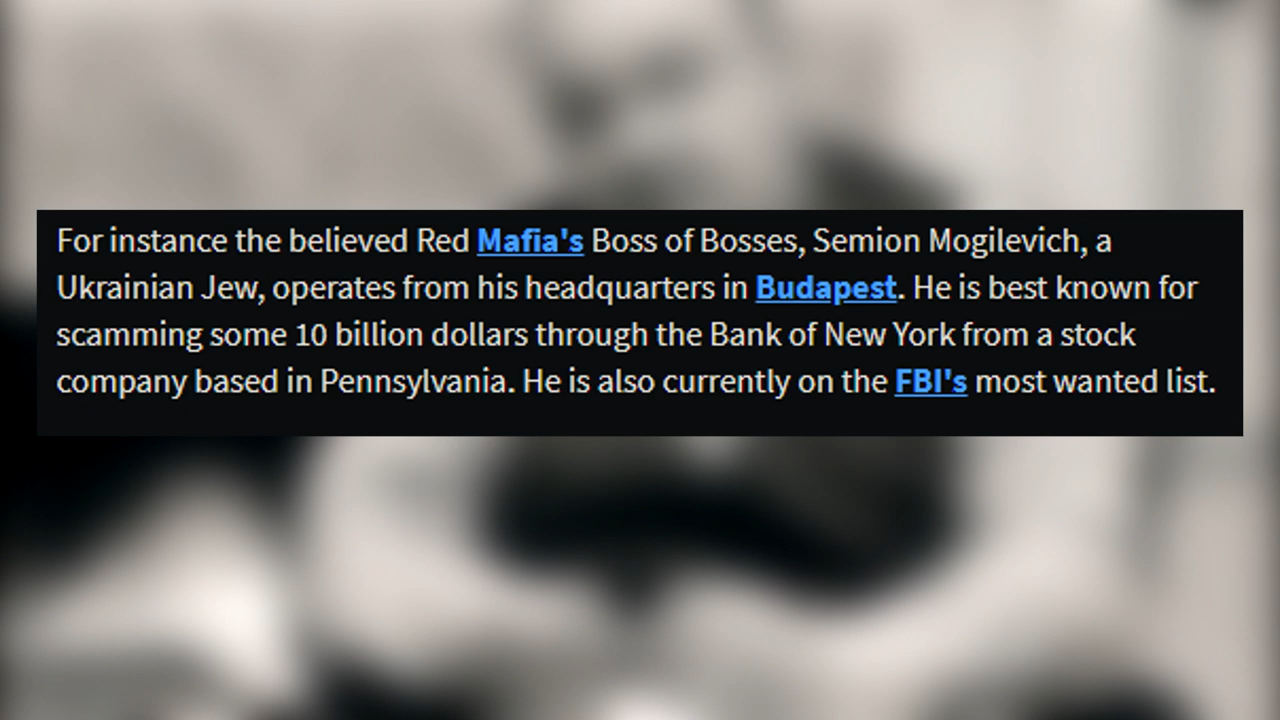 For instance the believed Red Mafia's Boss of Bosses, Semion Mogilevich, a
Ukrainian Jew, operates from his headquarters in Budapest. He is best known for
scamming some 10 billion dollars through the Bank of New York from a stock
company based in Pennsylvania. He is also currently on the FBI's most wanted list.